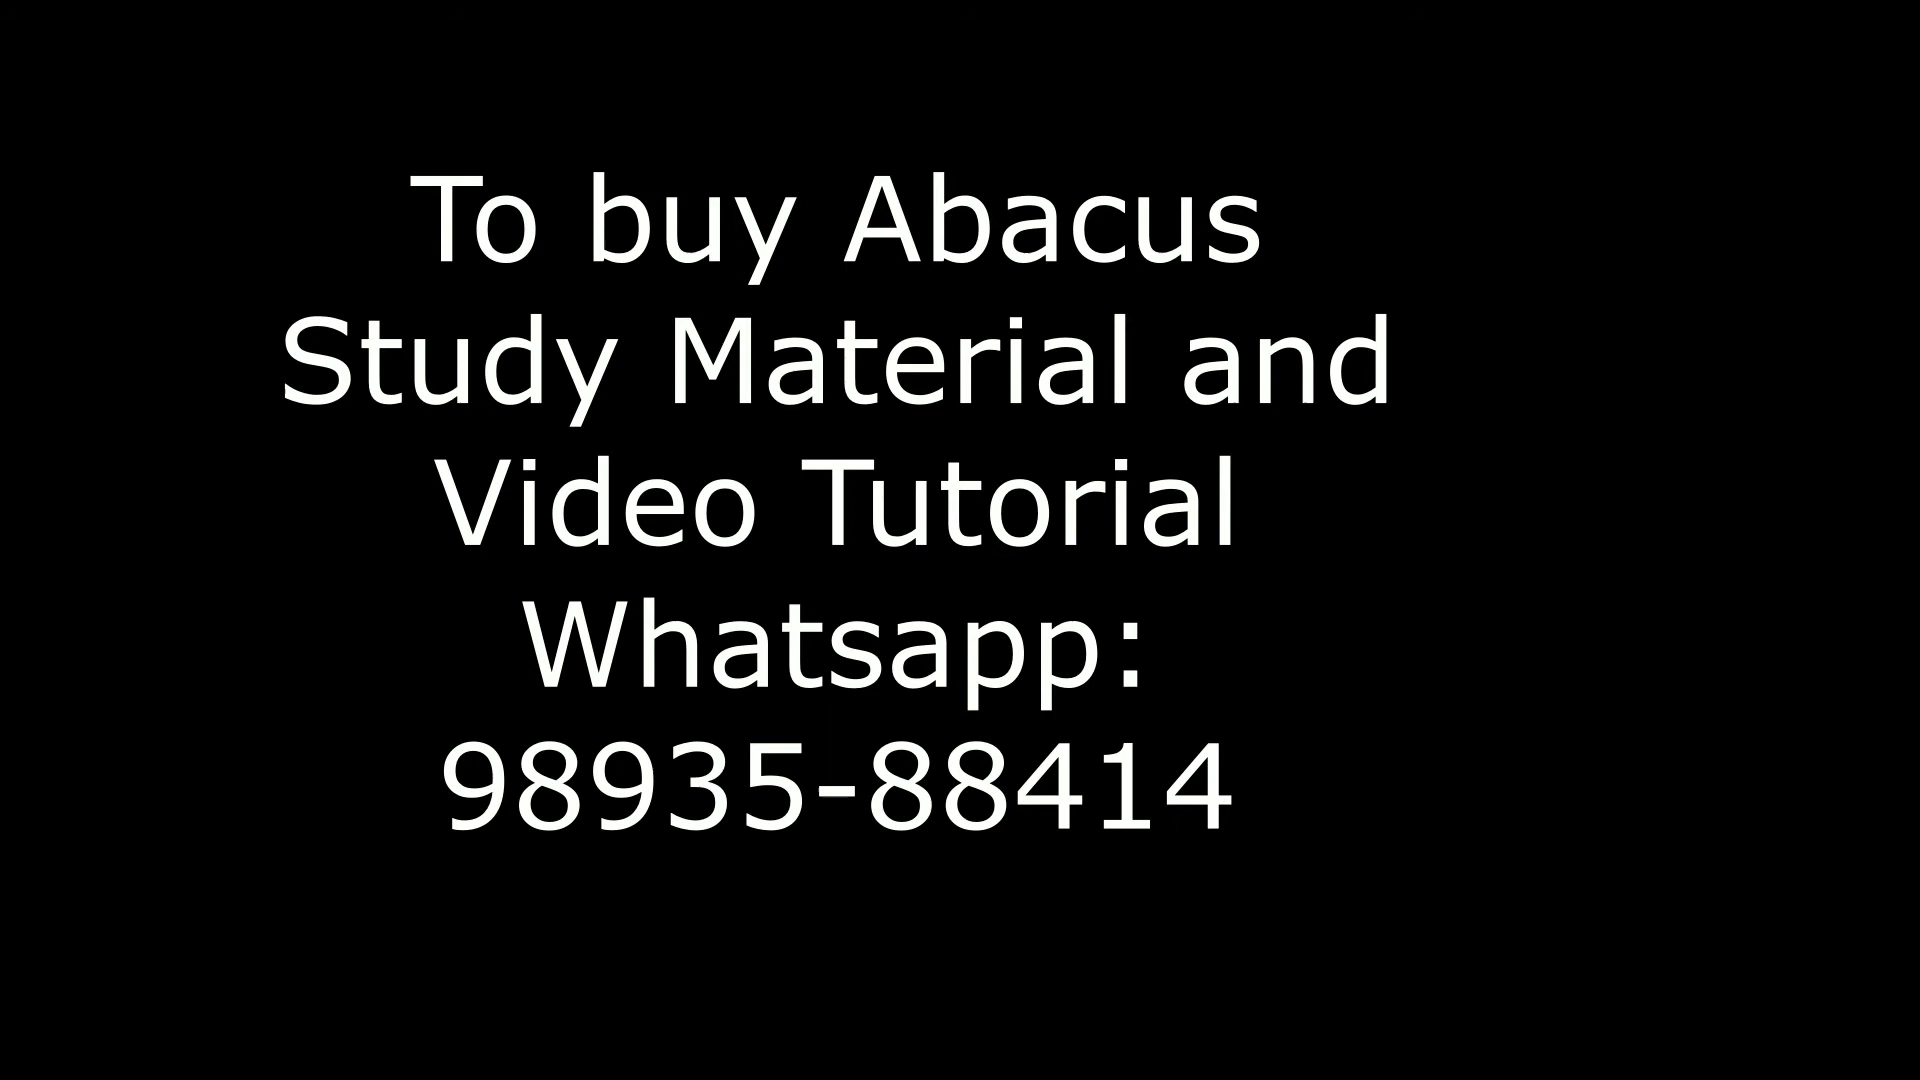 To buy Abacus
Study Material and
Video Tutorial
Whatsapp:
98935-88414